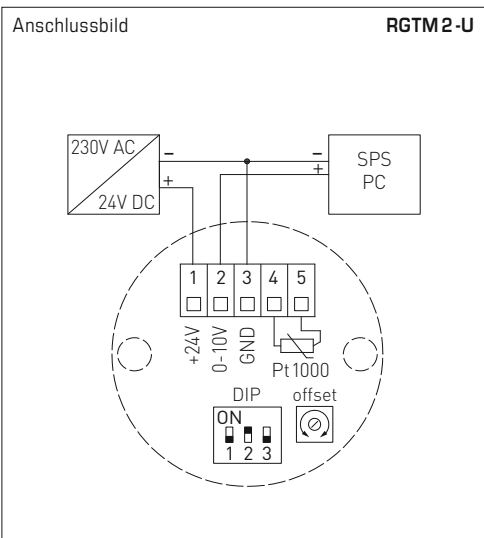 Anschlussbild RGTM 2-U
230V AC
24V DC
–
+
–
+
SPS
PC
1 2 3 4 5
+24V
0-10V
GND
Pt1000
DIP
offset
ON
1 2 3